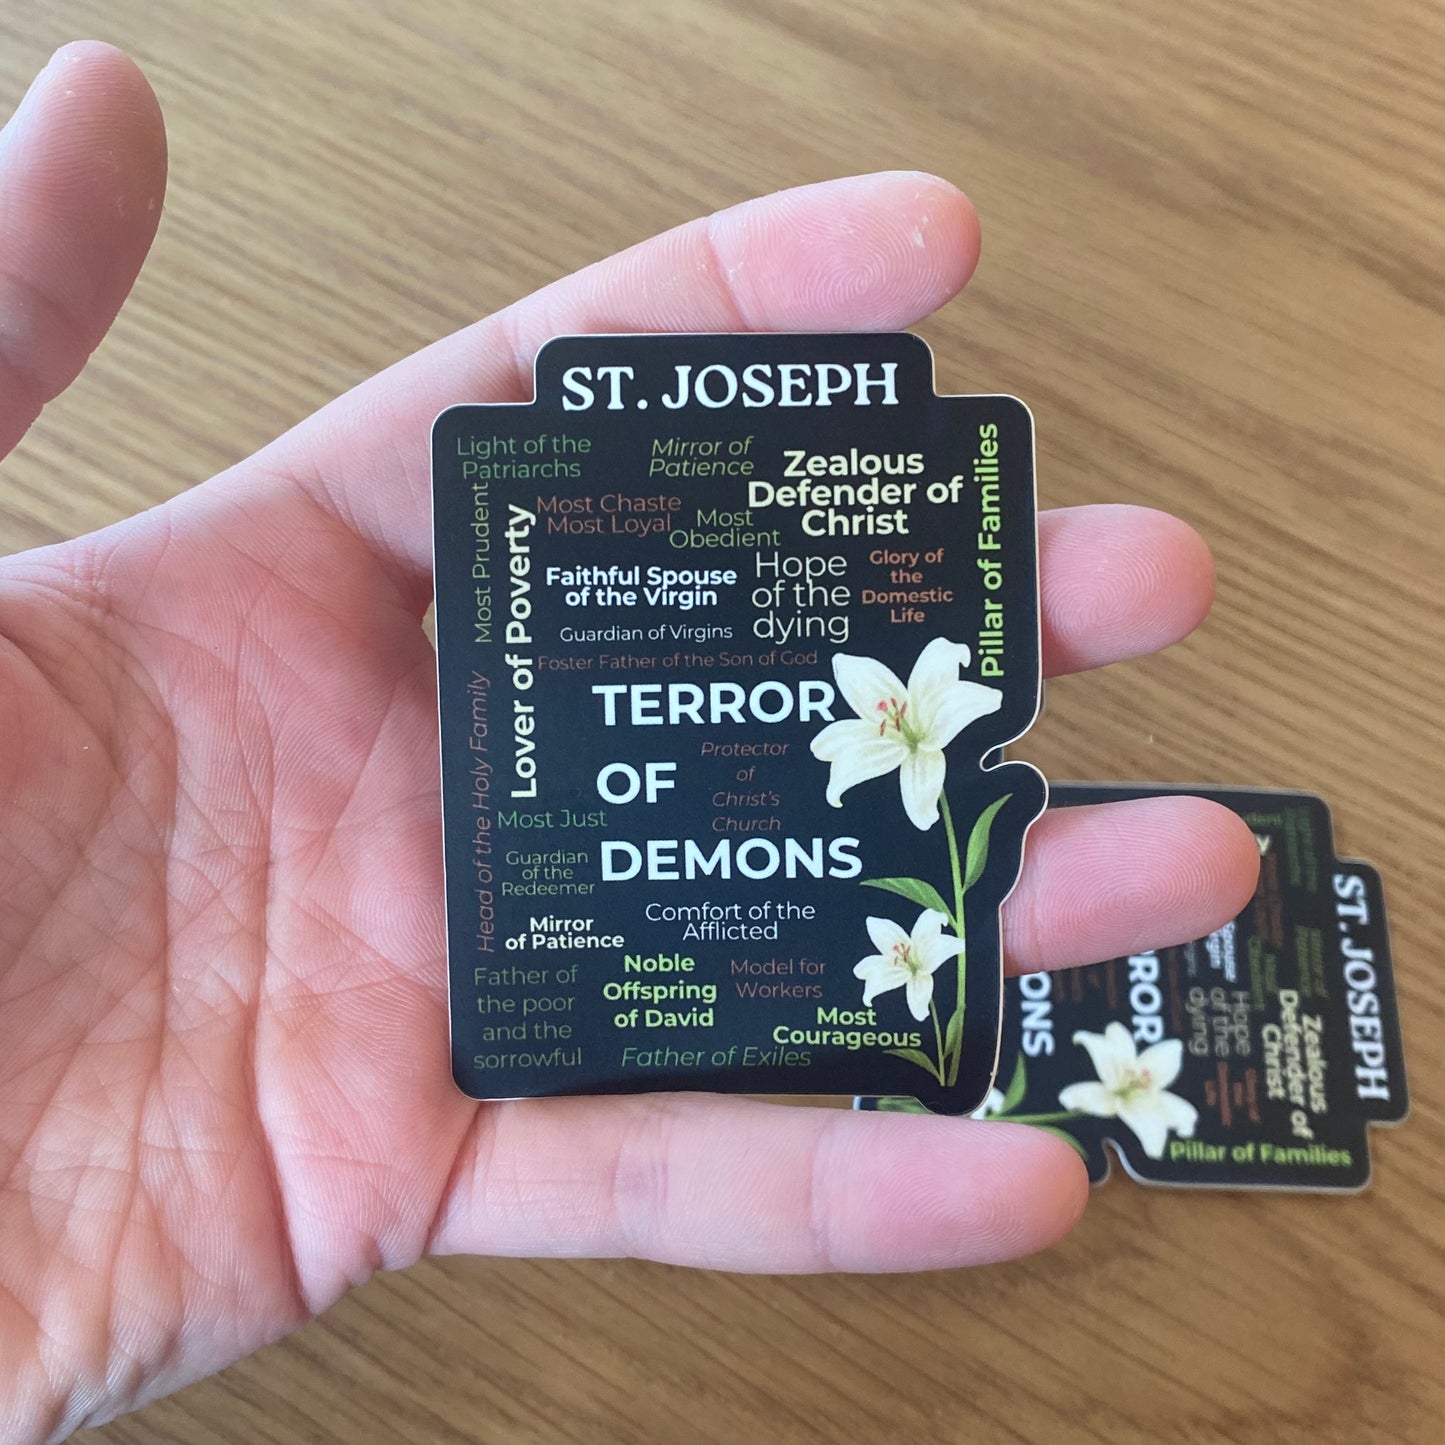 ST. JOSEPH
Light of the
Patriarchs
Mirror of
Patience
Zealous
Defender of
Christ
Pillar of Families
Most Prudent
Lover of Poverty
Most Chaste
Most Loyal
Most
Obedient
Faithful Spouse
of the Virgin
Hope
of the
dying
Glory of
the
Domestic
Life
Guardian of Virgins
Foster Father of the Son of God
Head of the Holy Family
TERROR
OF
DEMONS
Protector
of
Christ's
Church
Most Just
Guardian
of the
Redeemer
Mirror
of Patience
Comfort of the
Afflicted
Father of
the poor
and the
sorrowful
Noble
Offspring
of David
Model for
Workers
Most
Courageous
Father of Exiles
ST. JOSEPH
Zealous
Defender of
Christ
Hope
of the
dying
Pillar of Families